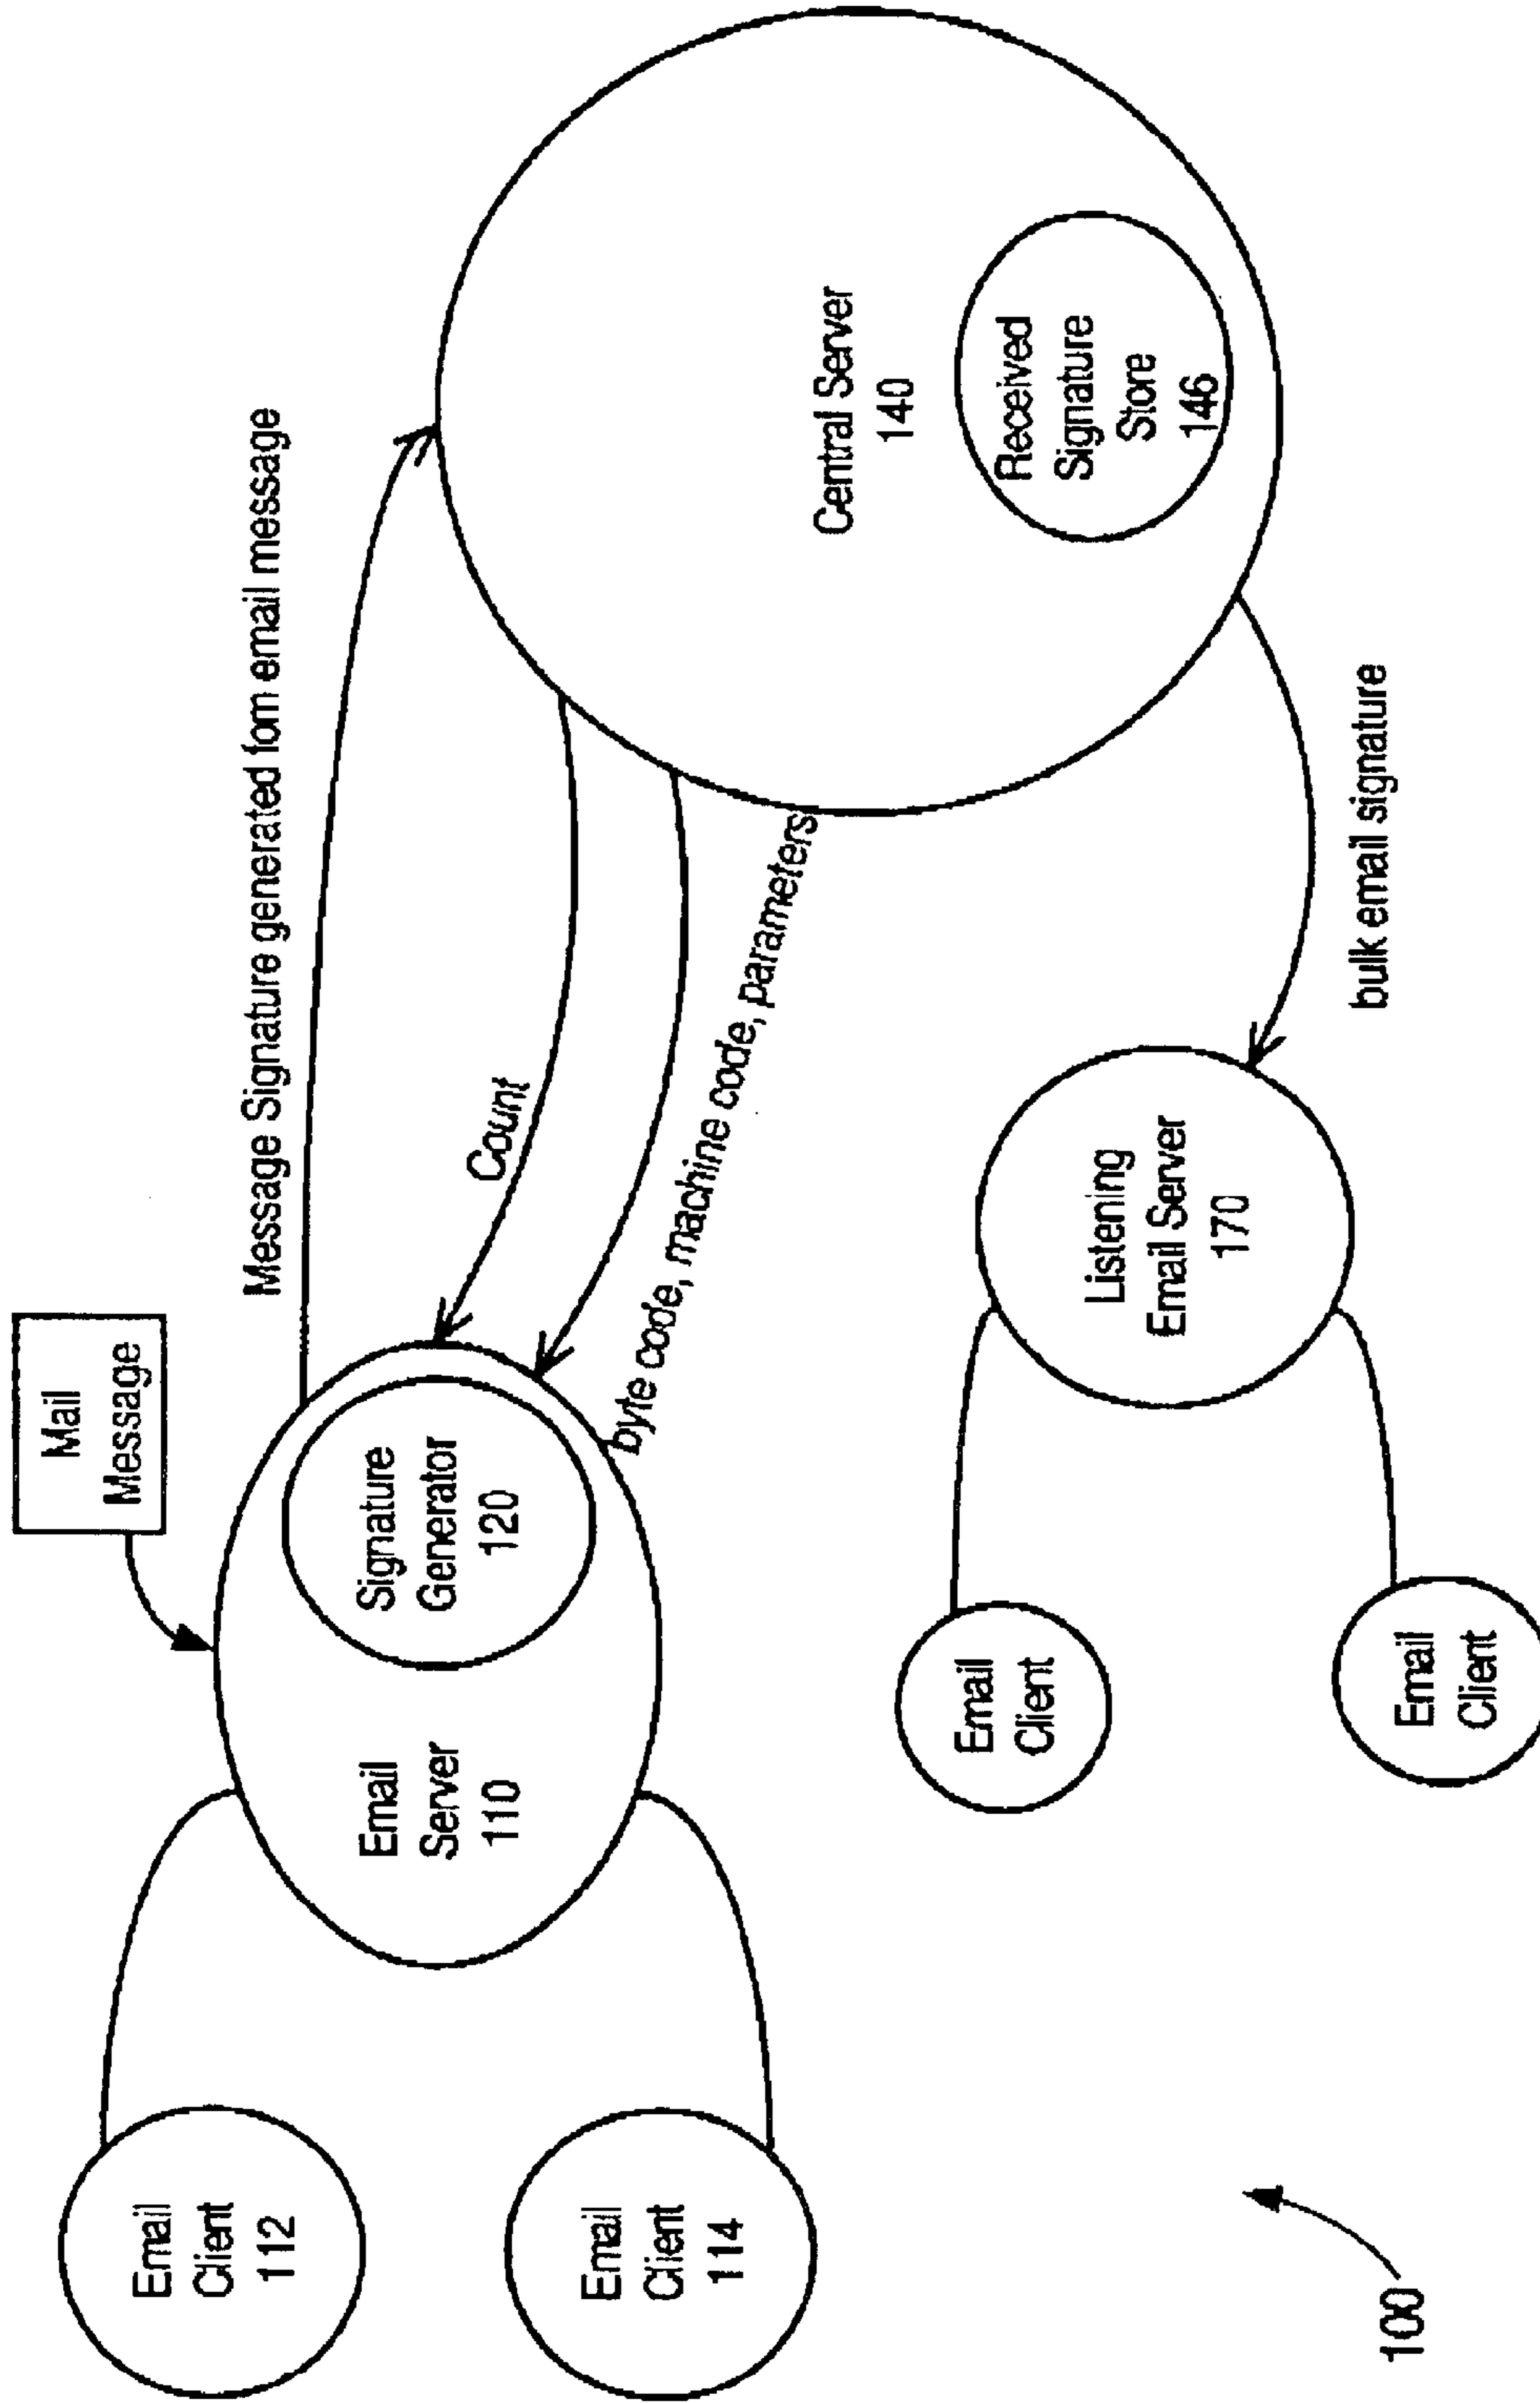 Mail
Message
Message Signature generated fom email message
Email
Client
112
Email
Server
110
Signature
Generator
120
Count
byte code, machine code, parameters
Central Server
140
Received
Signature
Store
146
Email
Client
114
Email
Client
Listening
Email Server
170
bulk email signature
Email
Client
100